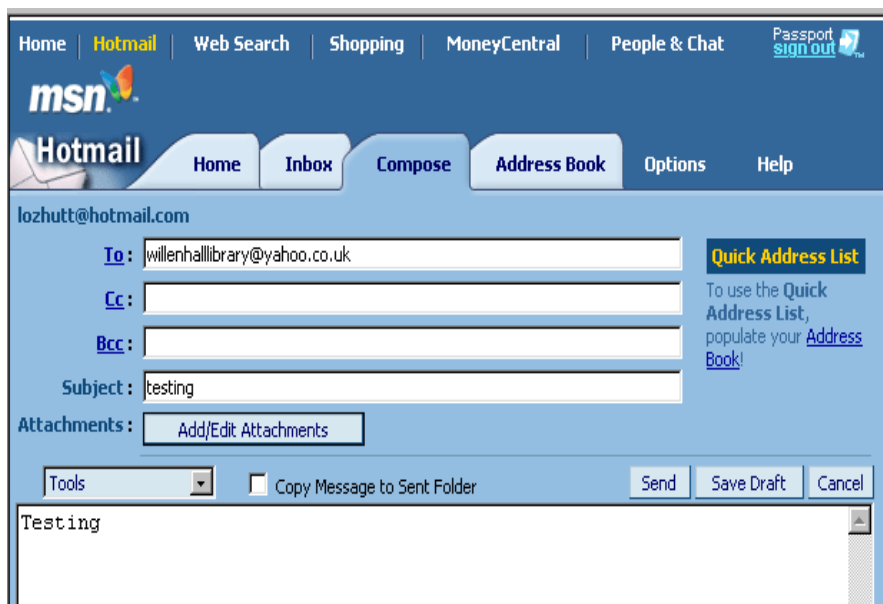 Home | Hotmail | Web Search | Shopping | MoneyCentral | People & Chat Passport
sign out TM
msn
Hotmail Home Inbox Compose Address Book Options Help
lozhutt@hotmail.com
To : willenhalllibrary@yahoo.co.uk
Quick Address List
Cc :
To use the Quick
Address List,
populate your Address
Book!
Bcc :
Subject : testing
Attachments : Add/Edit Attachments
Tools Copy Message to Sent Folder Send Save Draft Cancel
Testing